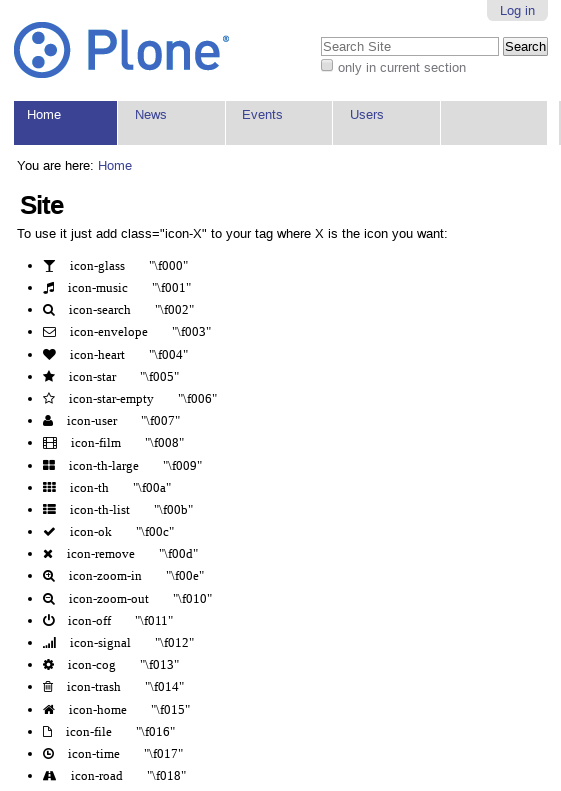 Log in
Plone®
Search Site Search
only in current section
Home News Events Users
You are here: Home
Site
To use it just add class="icon-X" to your tag where X is the icon you want:
icon-glass "\f000"
icon-music "\f001"
icon-search "\f002"
icon-envelope "\f003"
icon-heart "\f004"
icon-star "\f005"
icon-star-empty "\f006"
icon-user "\f007"
icon-film "\f008"
icon-th-large "\f009"
icon-th "\f00a"
icon-th-list "\f00b"
icon-ok "\f00c"
icon-remove "\f00d"
icon-zoom-in "\f00e"
icon-zoom-out "\f010"
icon-off "\f011"
icon-signal "\f012"
icon-cog "\f013"
icon-trash "\f014"
icon-home "\f015"
icon-file "\f016"
icon-time "\f017"
icon-road "\f018"